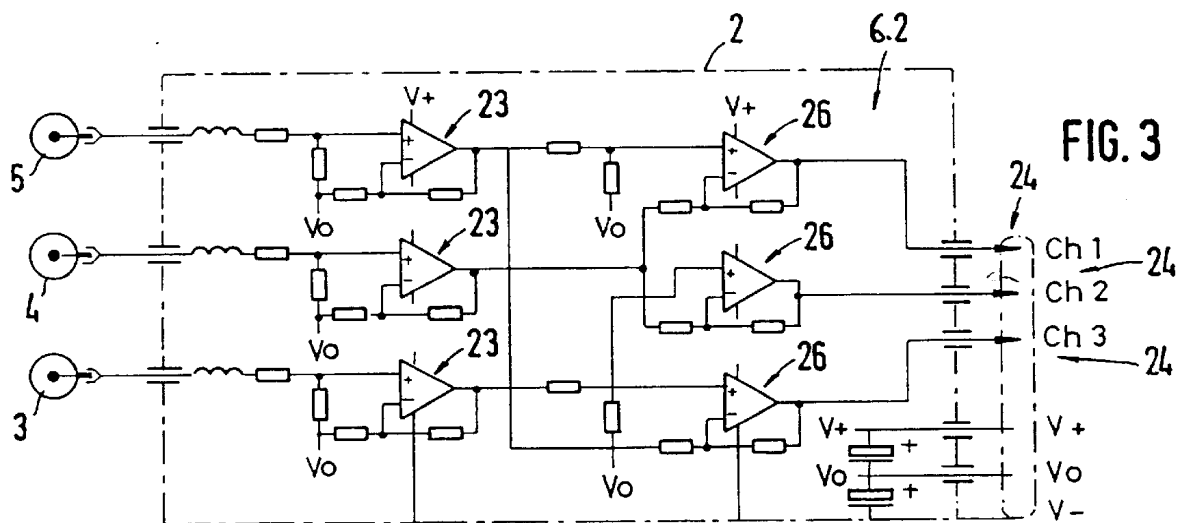 2
6.2
FIG. 3
V+
23
V+
26
5
+
-
+
-
24
Vo
Vo
Ch 1
24
23
26
4
+
-
+
-
Ch 2
Vo
Ch 3
23
26
24
3
+
-
+
-
V+
+
V+
Vo
Vo
Vo
+
Vo
V-